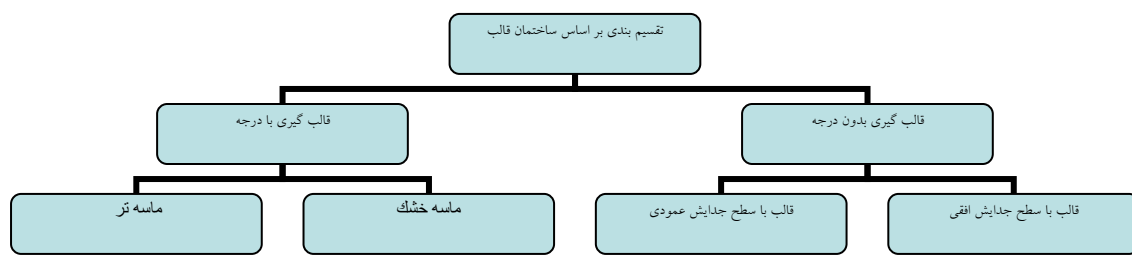 تقسیم بندی بر اساس ساختمان قالب
قالب گیری بدون درجه
قالب گیری با درجه
قالب با سطح جدایش افقی
قالب با سطح جدایش عمودی
ماسه خشك
ماسه تر